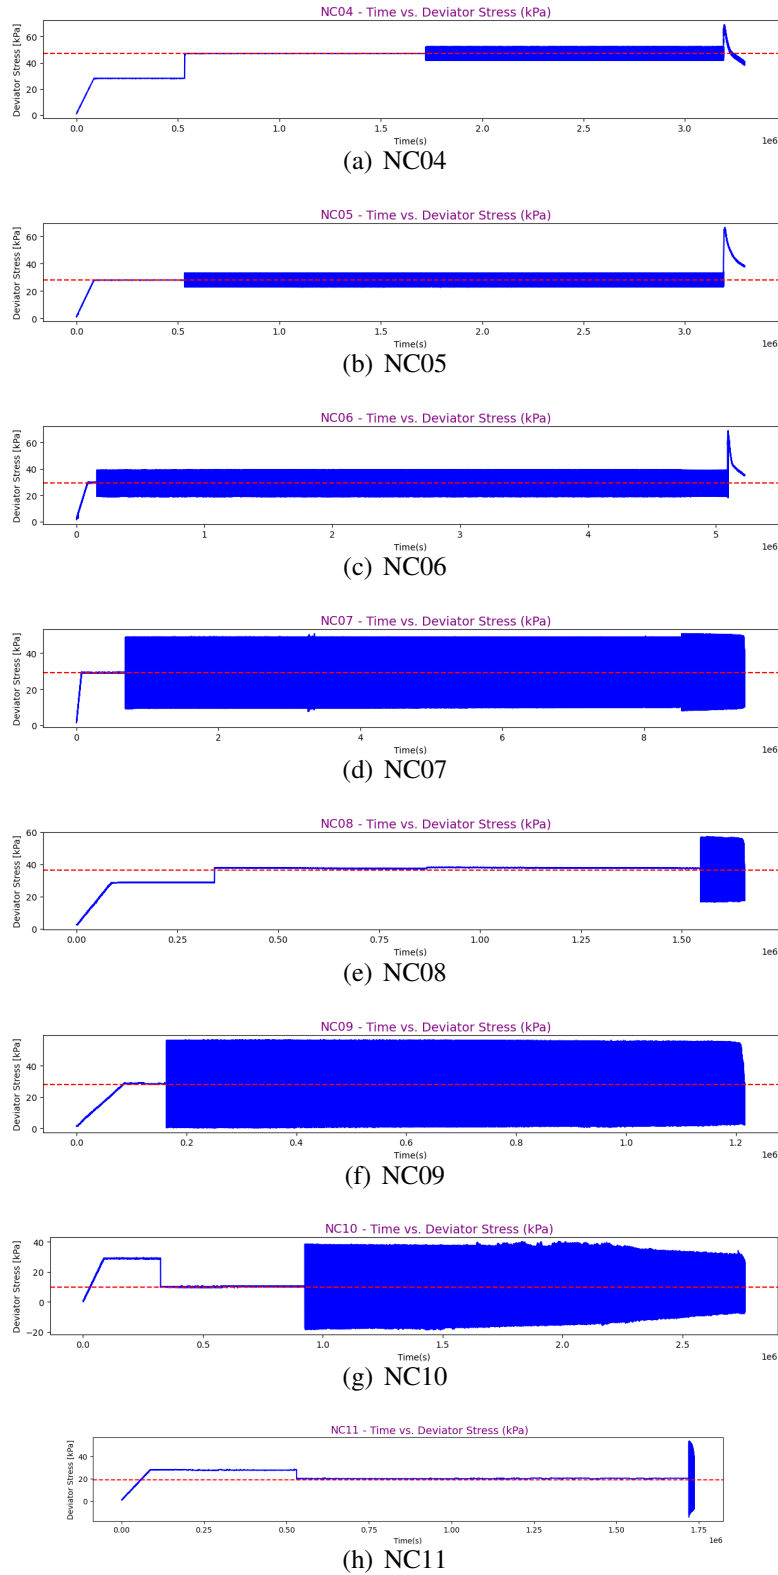 NC04 - Time vs. Deviator Stress (kPa)
Deviator Stress [kPa]
60
40
20
0
0.0 0.5 1.0 1.5 2.0 2.5 3.0
Time(s)
1e6
(a) NC04
NC05 - Time vs. Deviator Stress (kPa)
Deviator Stress [kPa]
60
40
20
0
0.0 0.5 1.0 1.5 2.0 2.5 3.0
Time(s)
1e6
(b) NC05
NC06 - Time vs. Deviator Stress (kPa)
Deviator Stress [kPa]
60
40
20
0
0 1 2 3 4 5
Time(s)
1e6
(c) NC06
NC07 - Time vs. Deviator Stress (kPa)
Deviator Stress [kPa]
40
20
0
0 2 4 6 8
Time(s)
1e6
(d) NC07
NC08 - Time vs. Deviator Stress (kPa)
Deviator Stress [kPa]
60
40
20
0
0.00 0.25 0.50 0.75 1.00 1.25 1.50
Time(s)
1e6
(e) NC08
NC09 - Time vs. Deviator Stress (kPa)
Deviator Stress [kPa]
40
20
0
0.0 0.2 0.4 0.6 0.8 1.0 1.2
Time(s)
1e6
(f) NC09
NC10 - Time vs. Deviator Stress (kPa)
Deviator Stress [kPa]
40
20
0
−20
0.0 0.5 1.0 1.5 2.0 2.5
Time(s)
1e6
(g) NC10
NC11 - Time vs. Deviator Stress (kPa)
Deviator Stress [kPa]
40
20
0
0.00 0.25 0.50 0.75 1.00 1.25 1.50 1.75
Time(s)
1e6
(h) NC11